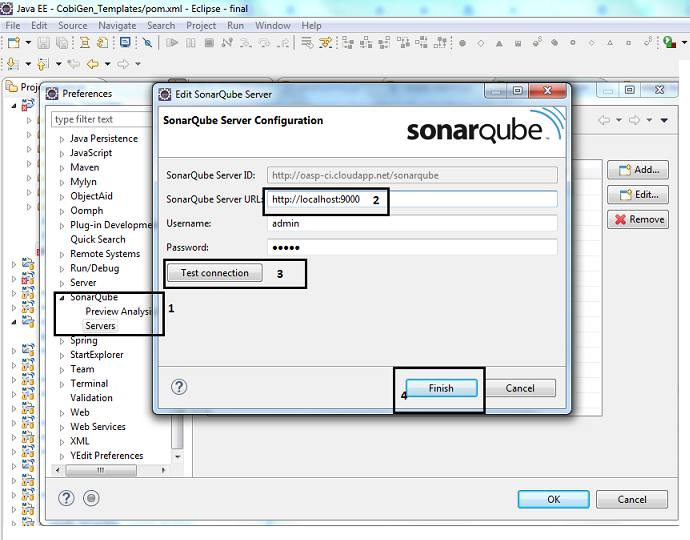 Java EE - CobiGen_Templates/pom.xml - Eclipse - final
File Edit Source Navigate Search Project Run Window Help
Preferences
type filter text
Java Persistence
JavaScript
Maven
Mylyn
ObjectAid
Oomph
Plug-in Developme
Quick Search
Remote Systems
Run/Debug
Server
SonarQube
Preview Analysi
Servers
1
Spring
StartExplorer
Team
Terminal
Validation
Web
Web Services
XML
YEdit Preferences
Edit SonarQube Server
SonarQube Server Configuration
sonarqube
SonarQube Server ID: http://oasp-ci.cloudapp.net/sonarqube
SonarQube Server URL: http://localhost:9000 2
Username: admin
Password: ●●●●●
Test connection 3
4 Finish Cancel
Add...
Edit...
Remove
OK Cancel